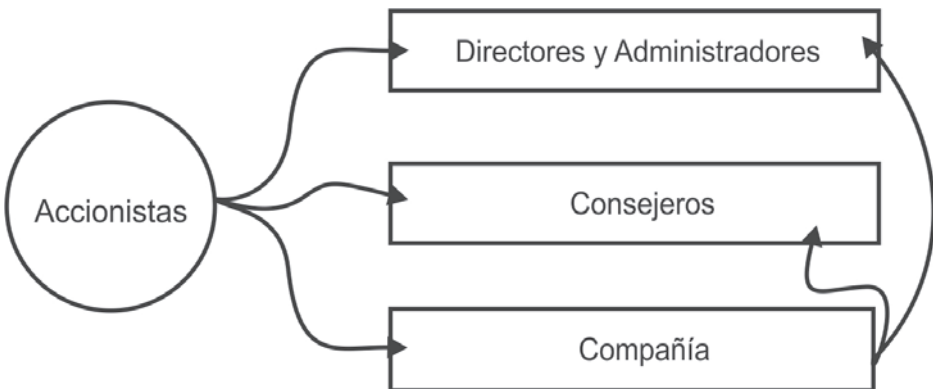 Directores y Administradores
Accionistas
Consejeros
Compañía